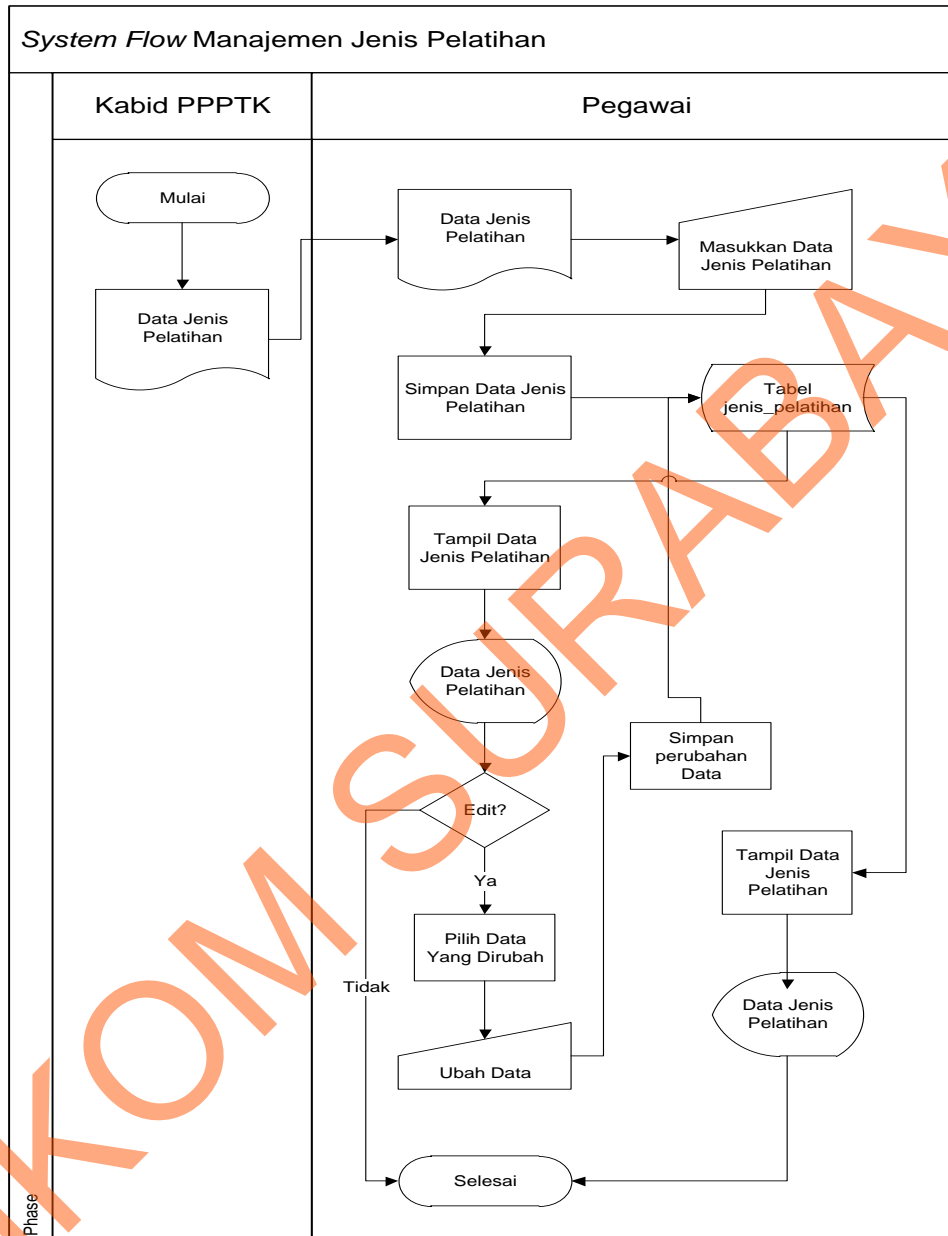 System Flow Manajemen Jenis Pelatihan
Kabid PPPTK
Pegawai
Mulai
Data Jenis
Pelatihan
Data Jenis
Pelatihan
Masukkan Data
Jenis Pelatihan
Simpan Data Jenis
Pelatihan
Tabel
jenis_pelatihan
Tampil Data
Jenis Pelatihan
Data Jenis
Pelatihan
Edit?
Ya
Tidak
Pilih Data
Yang Dirubah
Ubah Data
Simpan
perubahan
Data
Tampil Data
Jenis
Pelatihan
Data Jenis
Pelatihan
Selesai
Phase
KOM SURABAY